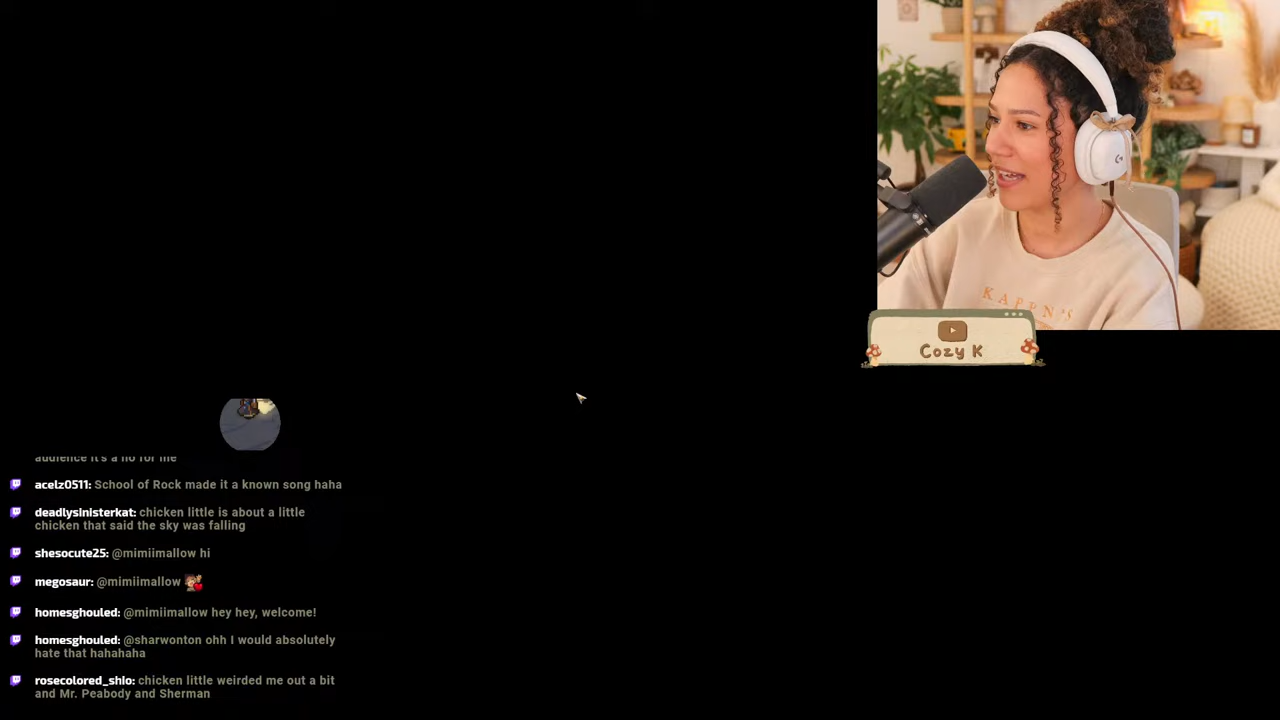 KAPPN'S
Cozy K
audience it's a no for me
acelz0511: School of Rock made it a known song haha
deadlysinisterkat: chicken little is about a little
chicken that said the sky was falling
shesocute25: @mimiimallow hi
megosaur: @mimiimallow
homesghouled: @mimiimallow hey hey, welcome!
homesghouled: @sharwonton ohh I would absolutely
hate that hahahaha
rosecolored_shio: chicken little weirded me out a bit
and Mr. Peabody and Sherman